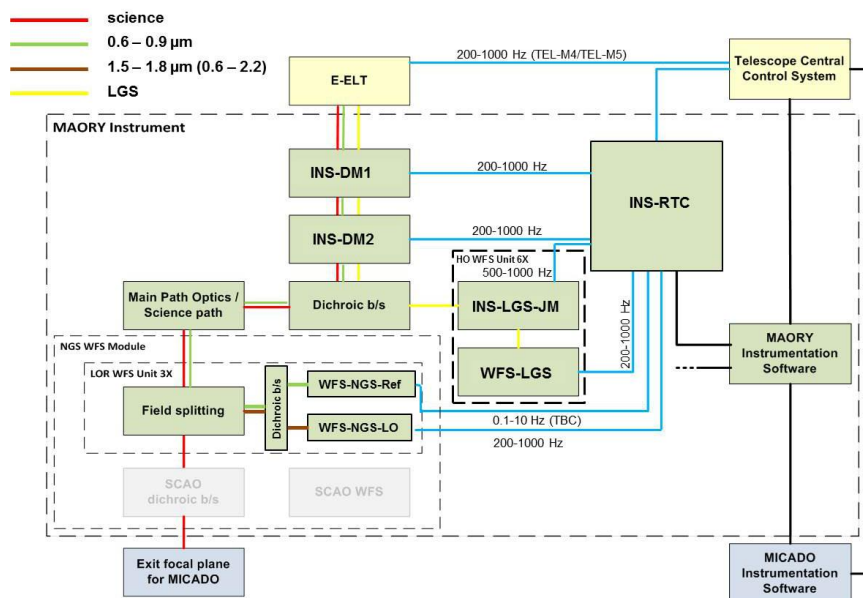 science
0.6 – 0.9 µm
1.5 – 1.8 µm (0.6 – 2.2)
LGS
E-ELT
200-1000 Hz (TEL-M4/TEL-M5)
Telescope Central
Control System
MAORY Instrument
INS-DM1
200-1000 Hz
INS-RTC
INS-DM2
200-1000 Hz
HO WFS Unit 6X
500-1000 Hz
Main Path Optics /
Science path
Dichroic b/s
INS-LGS-JM
200-1000 Hz
MAORY
Instrumentation
Software
NGS WFS Module
LOR WFS Unit 3X
WFS-LGS
Field splitting
Dichroic b/s
WFS-NGS-Ref
WFS-NGS-LO
0.1-10 Hz (TBC)
200-1000 Hz
SCAO
dichroic b/s
SCAO WFS
Exit focal plane
for MICADO
MICADO
Instrumentation
Software